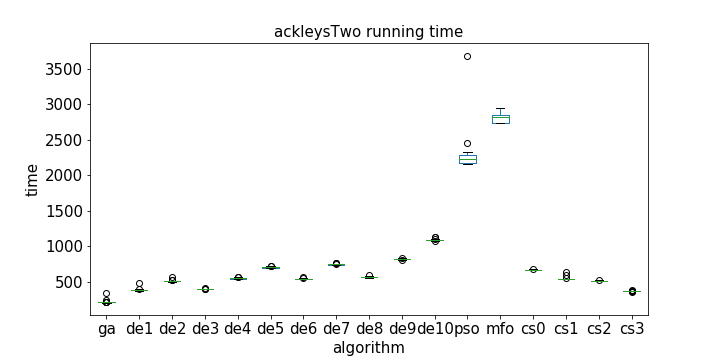 ackleysTwo running time
3500
3000
2500
2000
1500
1000
500
time
ga de1 de2 de3 de4 de5 de6 de7 de8 de9 de10 pso mfo cs0 cs1 cs2 cs3
algorithm